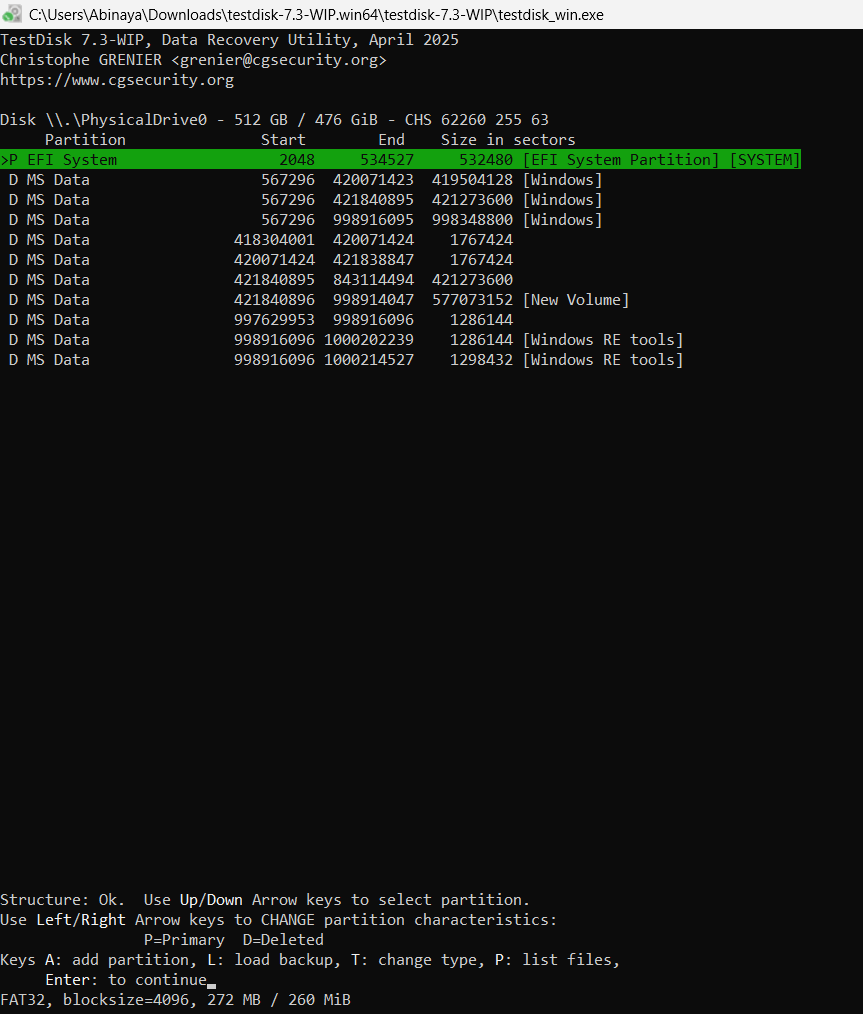 C:\Users\Abinaya\Downloads\testdisk-7.3-WIP.win64\testdisk-7.3-WIP\testdisk_win.exe
TestDisk 7.3-WIP, Data Recovery Utility, April 2025
Christophe GRENIER <grenier@cgsecurity.org>
https://www.cgsecurity.org
Disk \\.\PhysicalDrive0 - 512 GB / 476 GiB - CHS 62260 255 63
     Partition               Start        End    Size in sectors
>P EFI System                  2048     534527     532480 [EFI System Partition] [SYSTEM]
 D MS Data                   567296  420071423  419504128 [Windows]
 D MS Data                   567296  421840895  421273600 [Windows]
 D MS Data                   567296  998916095  998348800 [Windows]
 D MS Data                418304001  420071424    1767424
 D MS Data                420071424  421838847    1767424
 D MS Data                421840895  843114494  421273600
 D MS Data                421840896  998914047  577073152 [New Volume]
 D MS Data                997629953  998916096    1286144
 D MS Data                998916096 1000202239    1286144 [Windows RE tools]
 D MS Data                998916096 1000214527    1298432 [Windows RE tools]
Structure: Ok.  Use Up/Down Arrow keys to select partition.
Use Left/Right Arrow keys to CHANGE partition characteristics:
                P=Primary  D=Deleted
Keys A: add partition, L: load backup, T: change type, P: list files,
     Enter: to continue_
FAT32, blocksize=4096, 272 MB / 260 MiB